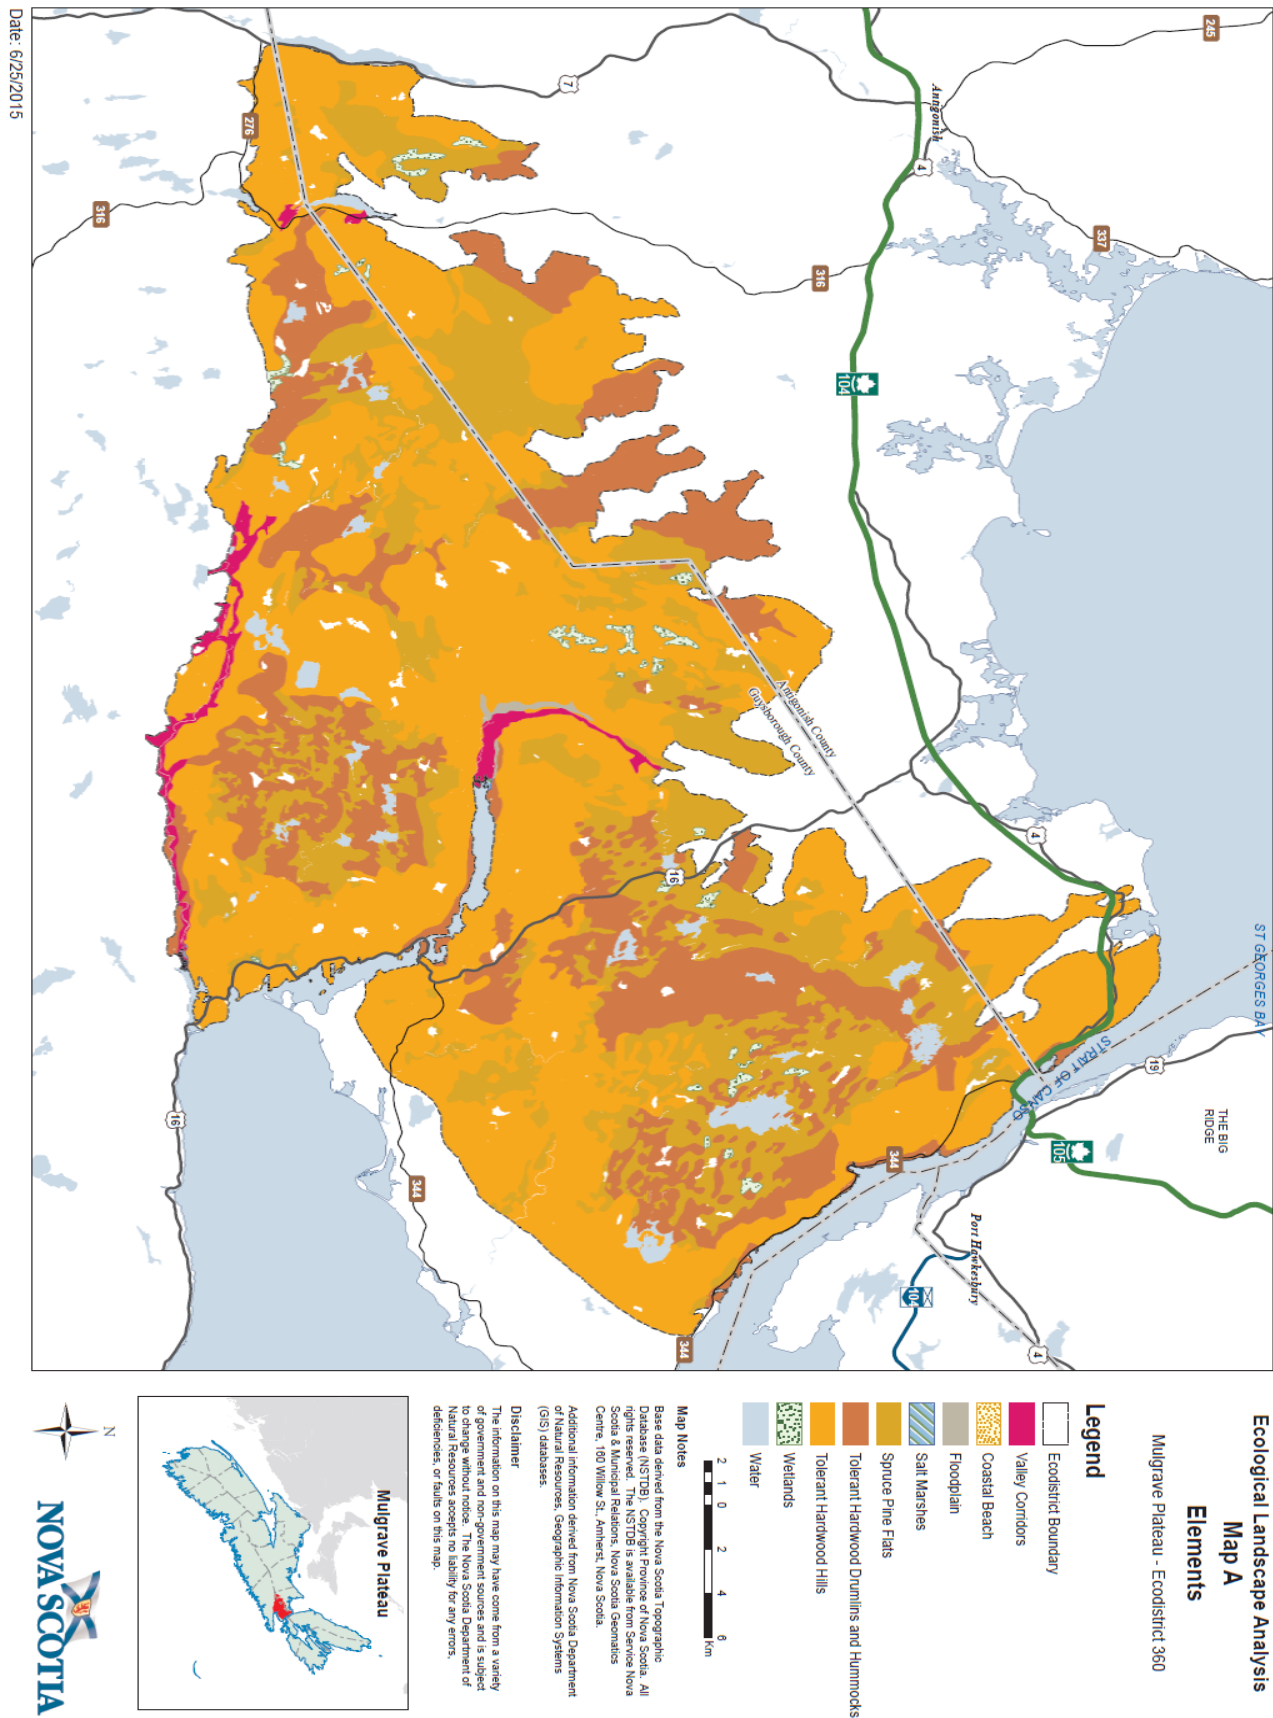 Ecological Landscape Analysis
Map A
Elements
Mulgrave Plateau - Ecodistrict 360
Legend
Ecodistrict Boundary
Valley Corridors
Coastal Beach
Floodplain
Salt Marshes
Spruce Pine Flats
Tolerant Hardwood Drumlins and Hummocks
Tolerant Hardwood Hills
Wetlands
Water
2 1 0 2 4 6
Km
Map Notes
Base data derived from the Nova Scotia Topographic
Database (NSTDB). Copyright Province of Nova Scotia. All
rights reserved. The NSTDB is available from Service Nova
Scotia & Municipal Relations, Nova Scotia Geomatics
Centre, 160 Willow St., Amherst, Nova Scotia.
Additional information derived from Nova Scotia Department
of Natural Resources, Geographic Information Systems
(GIS) databases.
Disclaimer
The information on this map may have come from a variety
of government and non-government sources and is subject
to change without notice. The Nova Scotia Department of
Natural Resources accepts no liability for any errors,
deficiencies, or faults on this map.
Mulgrave Plateau
N
NOVA SCOTIA
245
Antigonish
4
7
337
316
276
316
104
ST GEORGES BAY
Antigonish County
Guysborough County
4
16
STRAIT OF CANSO
19
THE BIG
RIDGE
105
344
Port Hawkesbury
104
4
344
16
344
Date: 6/25/2015